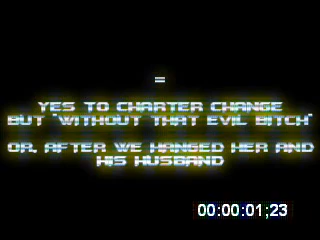 =
YES TO CHARTER CHANGE
BUT "WITHOUT THAT EVIL BITCH"
OR, AFTER WE HANGED HER AND
HIS HUSBAND
00:00:01;23